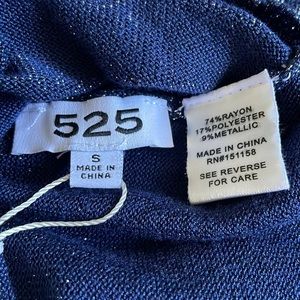 525
S
MADE IN
CHINA
74%RAYON
17%POLYESTER
9%METALLIC
MADE IN CHINA
RN#151158
SEE REVERSE
FOR CARE